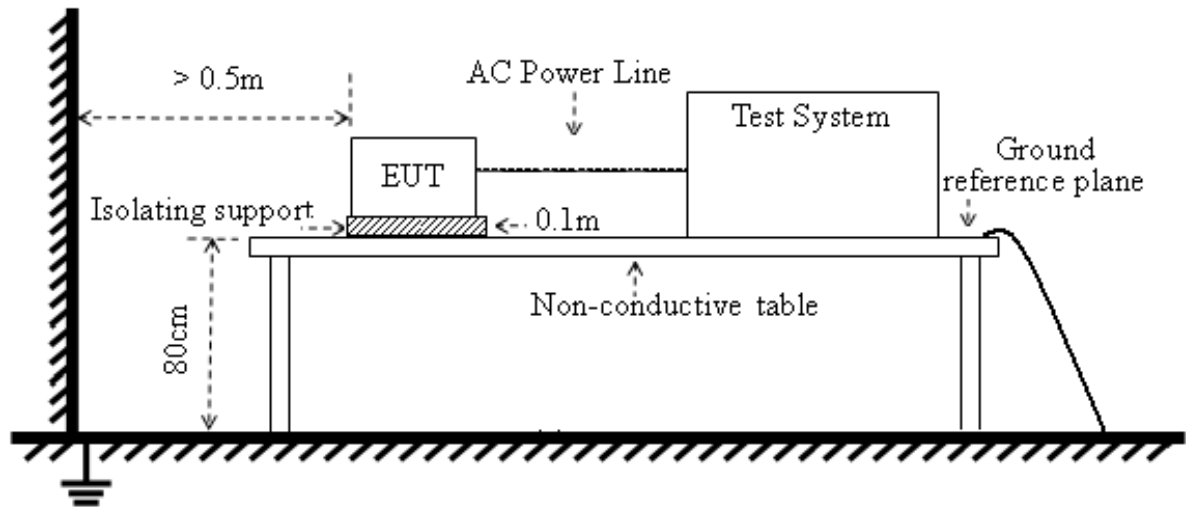 > 0.5m
AC Power Line
Test System
Ground
reference plane
EUT
Isolating support
0.1m
Non-conductive table
80cm